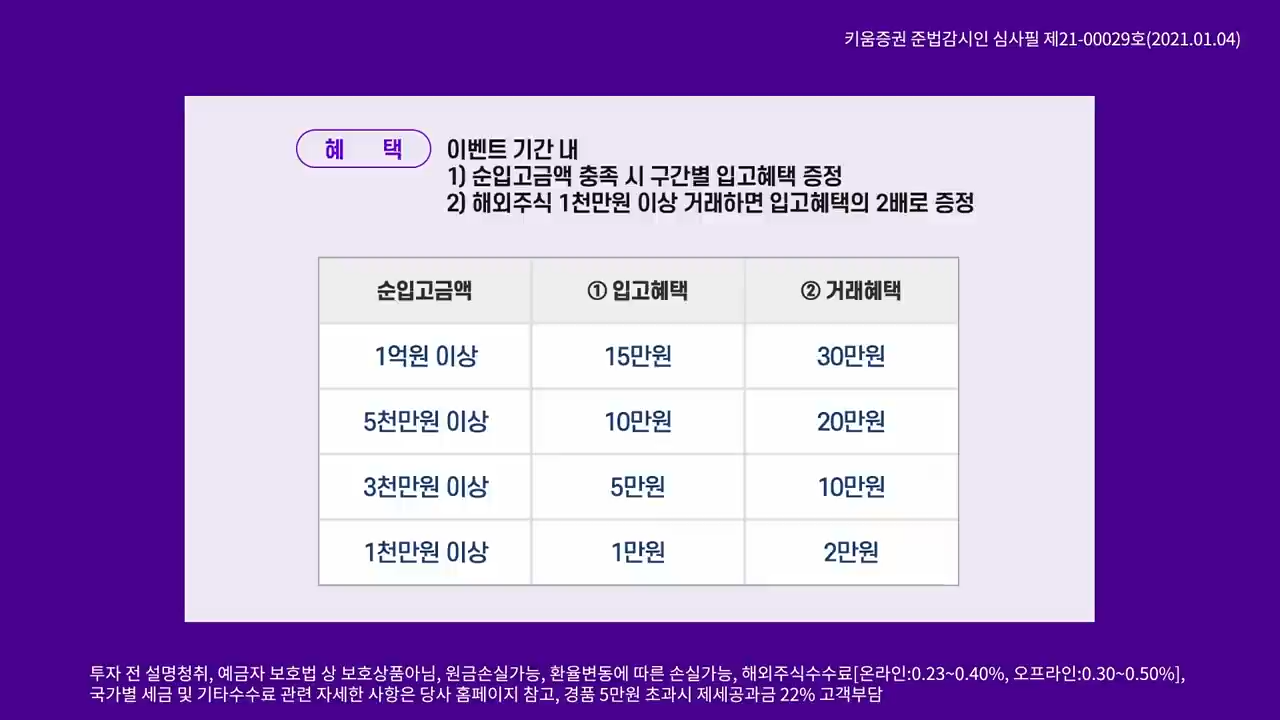 키움증권 준법감시인 심사필 제21-00029호(2021.01.04)
혜 택
이벤트 기간 내
1) 순입고금액 충족 시 구간별 입고혜택 증정
2) 해외주식 1천만원 이상 거래하면 입고혜택의 2배로 증정
순입고금액 ① 입고혜택 ② 거래혜택
1억원 이상 15만원 30만원
5천만원 이상 10만원 20만원
3천만원 이상 5만원 10만원
1천만원 이상 1만원 2만원
투자 전 설명청취, 예금자 보호법 상 보호상품아님, 원금손실가능, 환율변동에 따른 손실가능, 해외주식수수료[온라인:0.23~0.40%, 오프라인:0.30~0.50%],
국가별 세금 및 기타수수료 관련 자세한 사항은 당사 홈페이지 참고, 경품 5만원 초과시 제세공과금 22% 고객부담